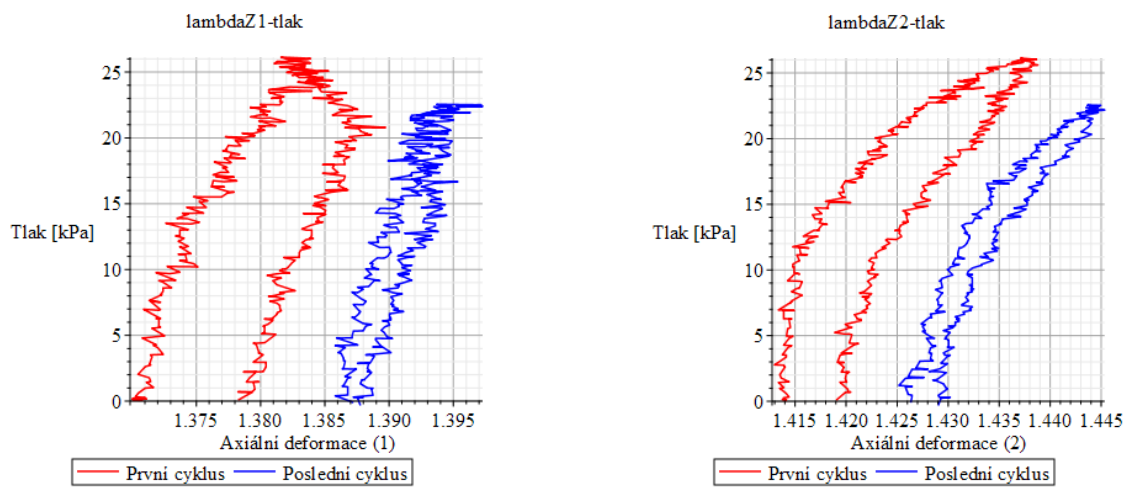 lambdaZ1-tlak
25
20
15
Tlak [kPa]
10
5
0
1.375 1.380 1.385 1.390 1.395
Axiální deformace (1)
První cyklus Poslední cyklus
lambdaZ2-tlak
25
20
15
Tlak [kPa]
10
5
0
1.415 1.420 1.425 1.430 1.435 1.440 1.445
Axiální deformace (2)
První cyklus Poslední cyklus